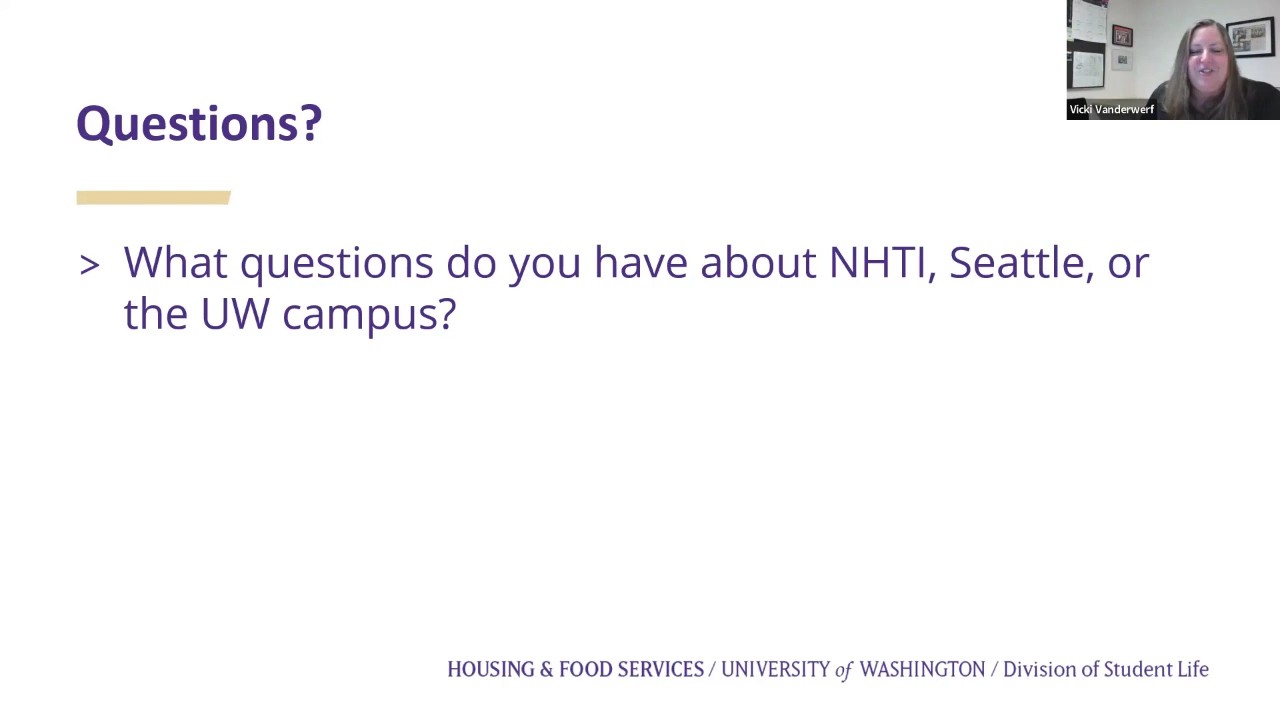 Vicki Vanderwerf
Questions?
> What questions do you have about NHTI, Seattle, or
the UW campus?
HOUSING & FOOD SERVICES / UNIVERSITY of WASHINGTON / Division of Student Life